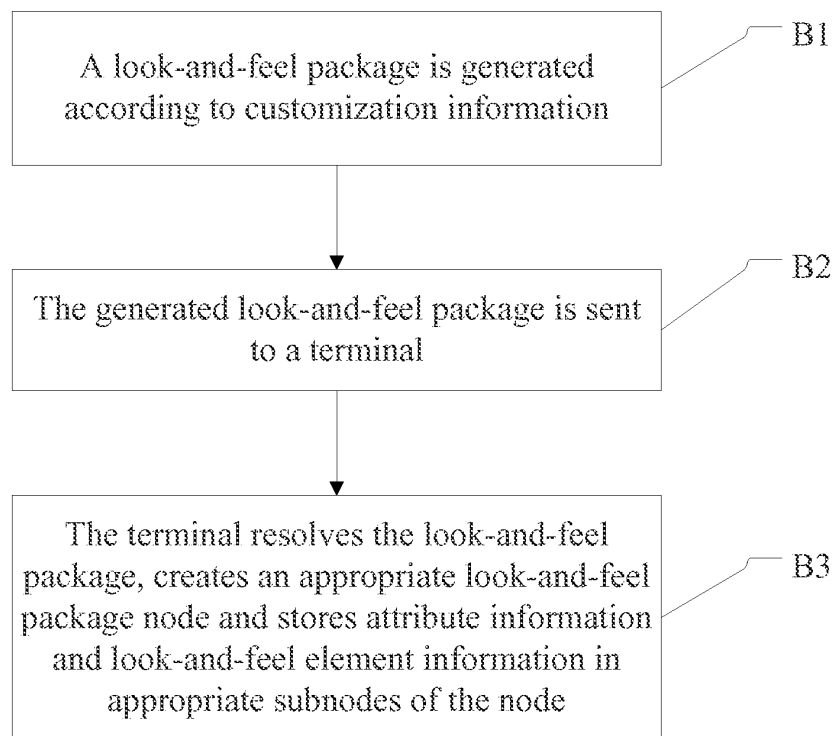 A look-and-feel package is generated
according to customization information
B1
The generated look-and-feel package is sent
to a terminal
B2
The terminal resolves the look-and-feel
package, creates an appropriate look-and-feel
package node and stores attribute information
and look-and-feel element information in
appropriate subnodes of the node
B3